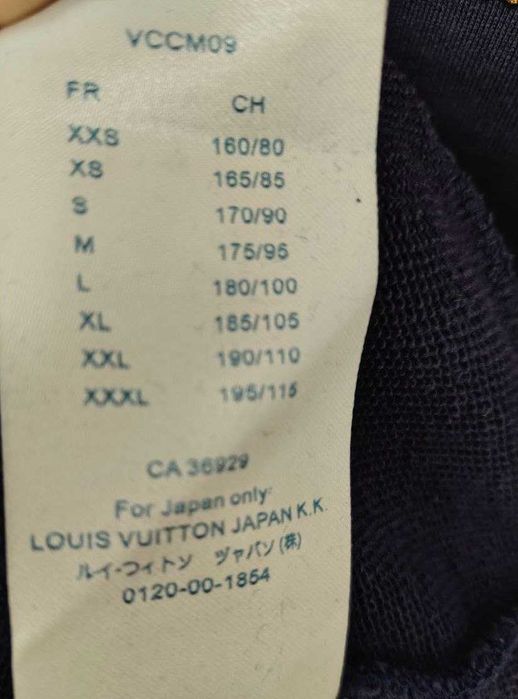 VCCM09
FR CH
XXS 160/80
XS 165/85
S 170/90
M 175/95
L 180/100
XL 185/105
XXL 190/110
XXXL 195/115
CA 36929
For Japan only:
LOUIS VUITTON JAPAN K.K.
ルイ・ヴィトン ジャパン(株)
0120-00-1854